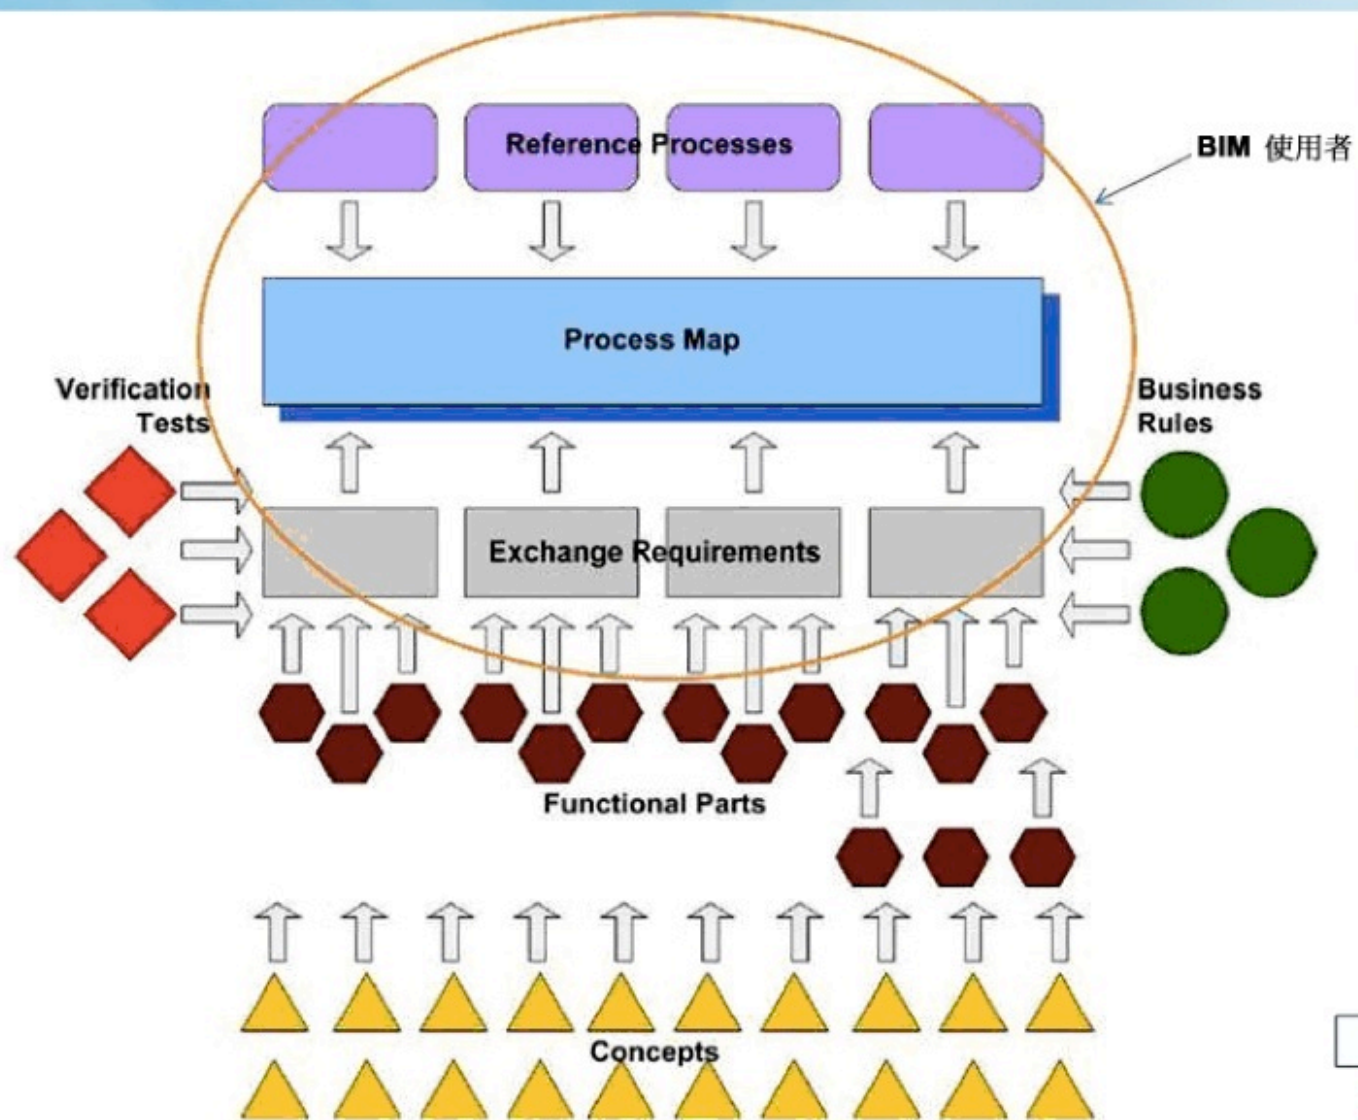 Reference Processes
BIM 使用者
Process Map
Verification
Tests
Business
Rules
Exchange Requirements
Functional Parts
Concepts